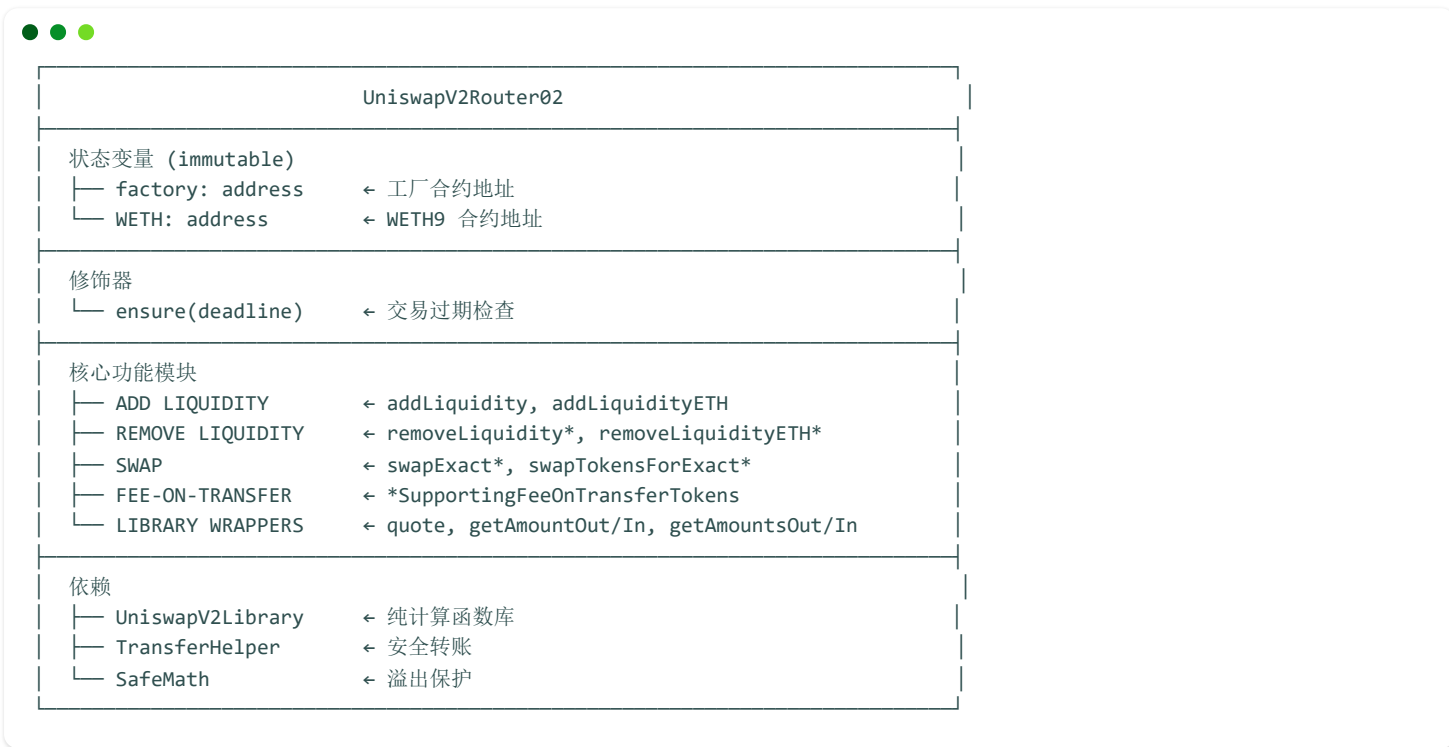 UniswapV2Router02
状态变量 (immutable)
├── factory: address ← 工厂合约地址
└── WETH: address ← WETH9 合约地址
修饰器
└── ensure(deadline) ← 交易过期检查
核心功能模块
├── ADD LIQUIDITY ← addLiquidity, addLiquidityETH
├── REMOVE LIQUIDITY ← removeLiquidity*, removeLiquidityETH*
├── SWAP ← swapExact*, swapTokensForExact*
├── FEE-ON-TRANSFER ← *SupportingFeeOnTransferTokens
└── LIBRARY WRAPPERS ← quote, getAmountOut/In, getAmountsOut/In
依赖
├── UniswapV2Library ← 纯计算函数库
├── TransferHelper ← 安全转账
└── SafeMath ← 溢出保护